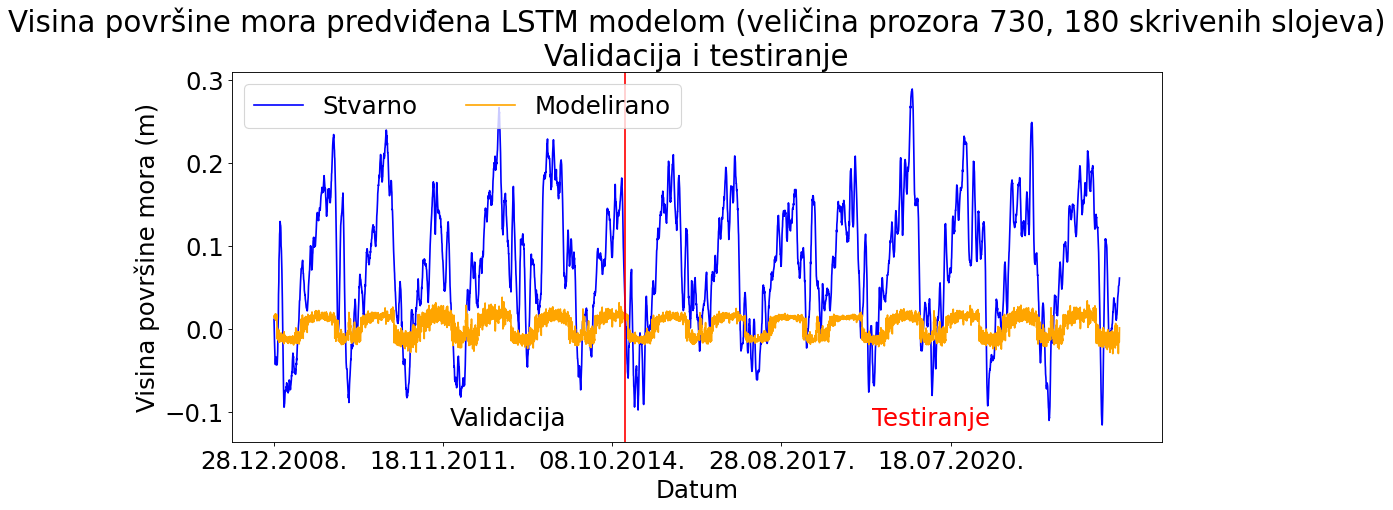 Visina površine mora predviđena LSTM modelom (veličina prozora 730, 180 skrivenih slojeva)
Validacija i testiranje
Stvarno
Modelirano
Visina površine mora (m)
0.3
0.2
0.1
0.0
−0.1
Validacija
Testiranje
28.12.2008.
18.11.2011.
08.10.2014.
28.08.2017.
18.07.2020.
Datum